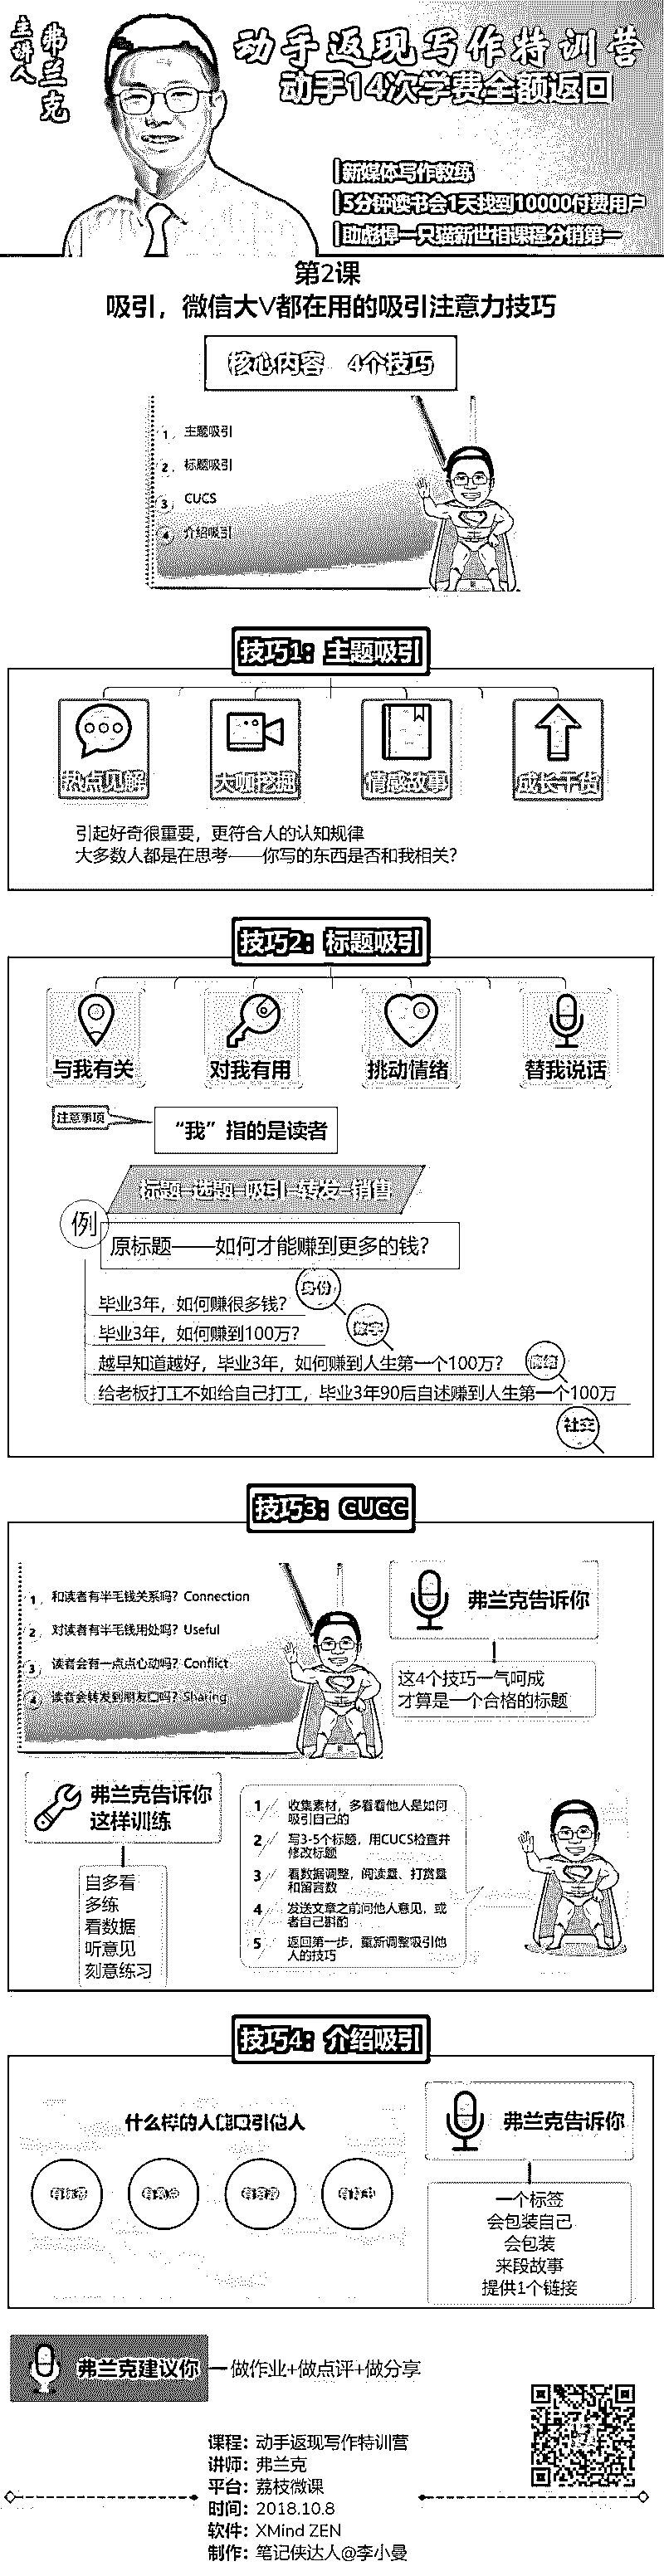 主讲人
弗兰克
动手返现写作特训营
动手14次学费全额返回
新媒体写作教练
5分钟读书会1天找到10000付费用户
助彪悍一只猫新世相课程分销第一
第2课
吸引，微信大V都在用的吸引注意力技巧
核心内容 4个技巧
1、主题吸引
2、标题吸引
3、CUCS
4、介绍吸引
技巧1：主题吸引
热点见解
大咖挖掘
情感故事
成长干货
引起好奇很重要，更符合人的认知规律
大多数人都是在思考——你写的东西是否和我相关？
技巧2：标题吸引
与我有关
对我有用
挑动情绪
替我说话
注意事项
“我”指的是读者
标题=选题=吸引=转发=销售
例
原标题——如何才能赚到更多的钱？
身份
毕业3年，如何赚很多钱？
数字
毕业3年，如何赚到100万？
越早知道越好，毕业3年，如何赚到人生第一个100万？
情绪
给老板打工不如给自己打工，毕业3年90后自述赚到人生第一个100万
社交
技巧3：CUCC
1、和读者有半毛钱关系吗？Connection
2、对读者有半毛钱用处吗？Useful
3、读者会有一点点心动吗？Conflict
4、读者会转发到朋友口吗？Sharing
弗兰克告诉你
这4个技巧一气呵成
才算是一个合格的标题
弗兰克告诉你
这样训练
自多看
多练
看数据
听意见
刻意练习
1 收集素材，多看看他人是如何
吸引自己的
2 写3-5个标题，用CUCS检查并
修改标题
3 看数据调整，阅读量、打赏量
和留言数
4 发送文章之前问他人意见，或
者自己斟酌
5 返回第一步，重新调整吸引他
人的技巧
技巧4：介绍吸引
什么样的人能吸引他人
弗兰克告诉你
一个标签
会包装自己
会包装
来段故事
提供1个链接
弗兰克建议你
做作业+做点评+做分享
课程：动手返现写作特训营
讲师：弗兰克
平台：荔枝微课
时间：2018.10.8
软件：XMind ZEN
制作：笔记侠达人@李小曼